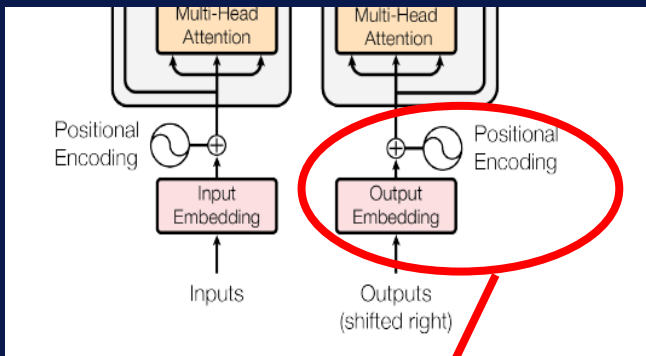 Multi-Head
Attention
Multi-Head
Attention
Positional
Encoding
Positional
Encoding
Input
Embedding
Output
Embedding
Inputs
Outputs
(shifted right)